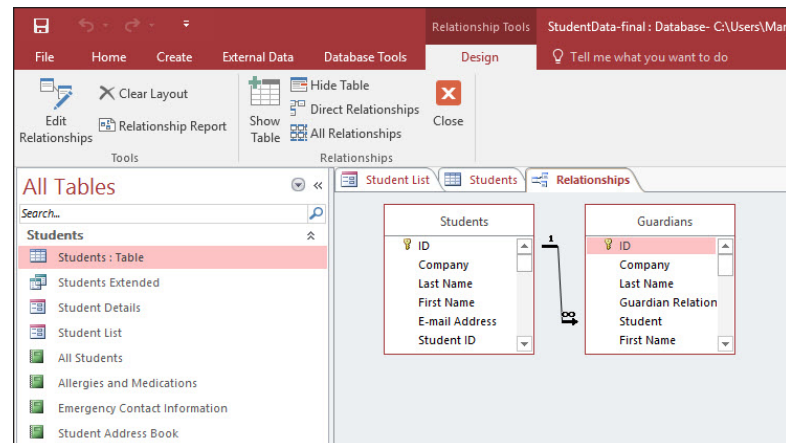 Relationship Tools StudentData-final : Database- C:\Users\Mar
File Home Create External Data Database Tools Design Tell me what you want to do
Edit Relationships
Clear Layout
Relationship Report
Tools
Show Table
Hide Table
Direct Relationships
All Relationships
Relationships
Close
All Tables
Search...
Students
Students : Table
Students Extended
Student Details
Student List
All Students
Allergies and Medications
Emergency Contact Information
Student Address Book
Student List Students Relationships
Students
ID
Company
Last Name
First Name
E-mail Address
Student ID
1
∞
Guardians
ID
Company
Last Name
Guardian Relation
Student
First Name